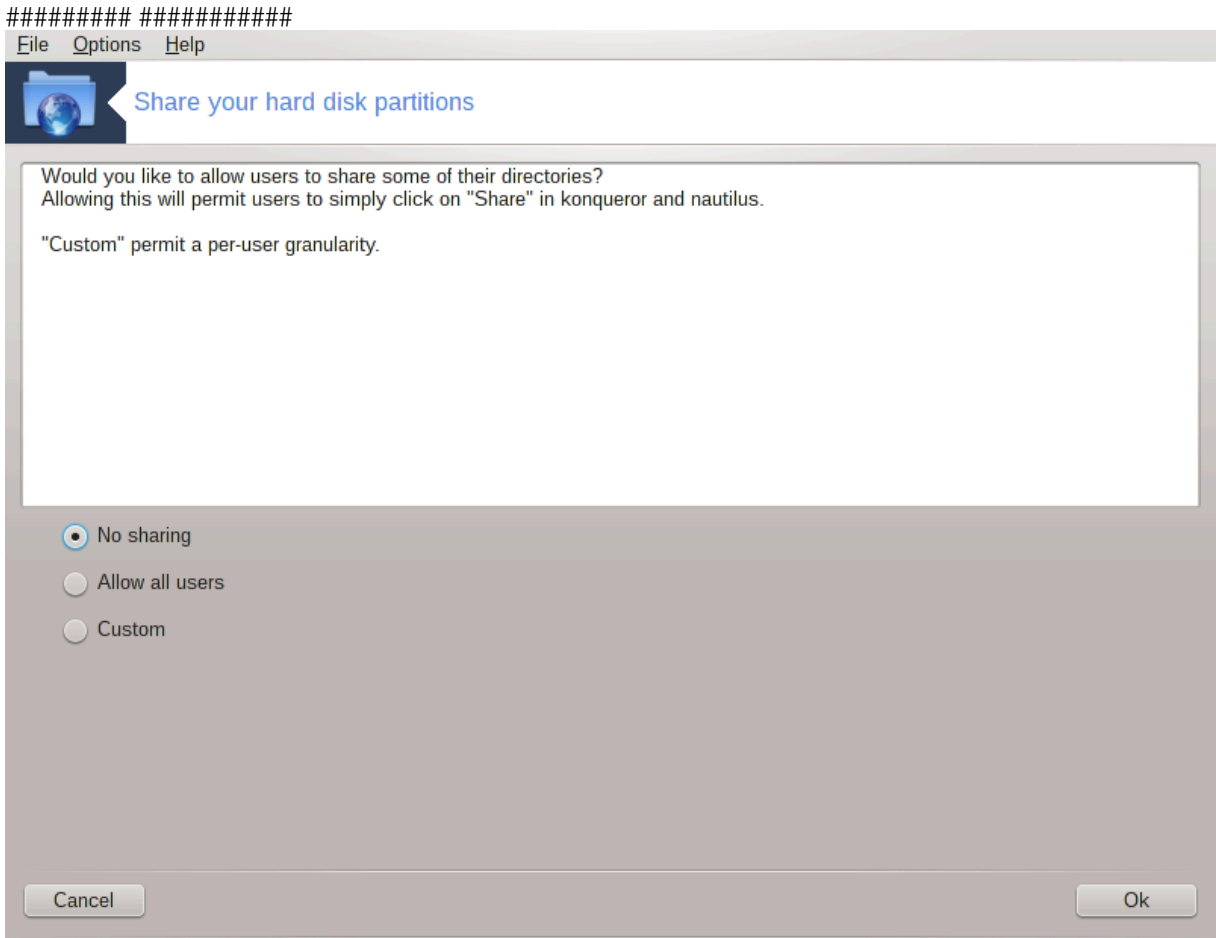 ######### ###########
File Options Help
Share your hard disk partitions
Would you like to allow users to share some of their directories?
Allowing this will permit users to simply click on "Share" in konqueror and nautilus.
"Custom" permit a per-user granularity.
No sharing
Allow all users
Custom
Cancel Ok